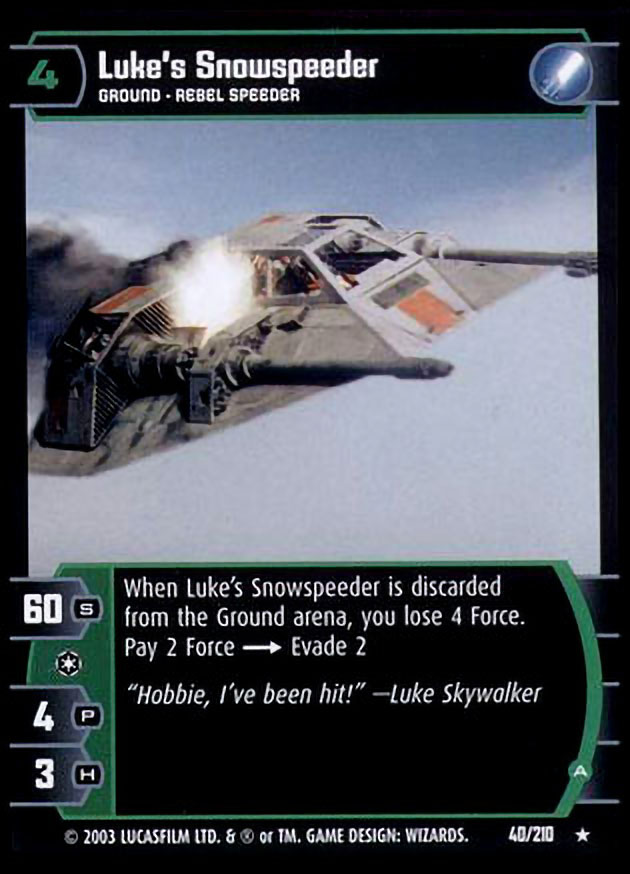 4
Luke's Snowspeeder
GROUND - REBEL SPEEDER
60 S
When Luke's Snowspeeder is discarded
from the Ground arena, you lose 4 Force.
Pay 2 Force → Evade 2
4 P
"Hobbie, I've been hit!" —Luke Skywalker
3 H
A
© 2003 LUCASFILM LTD. & ® or TM. GAME DESIGN: WIZARDS. 40/210 ★